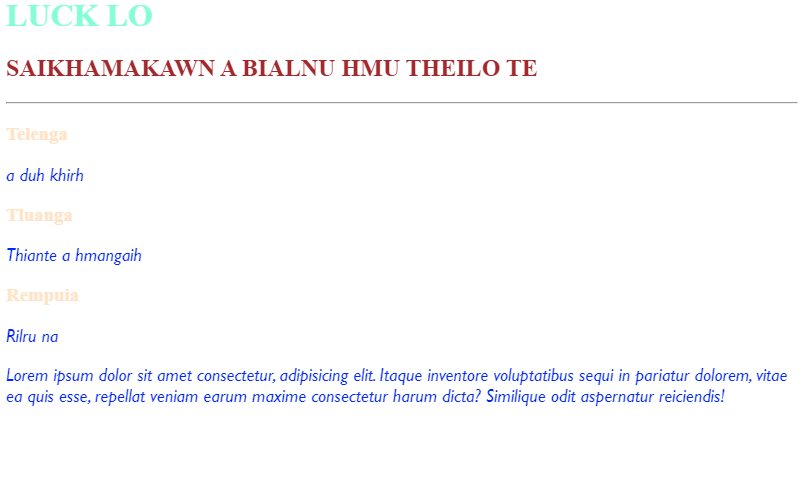 LUCK LO
SAIKHAMAKAWN A BIALNU HMU THEILO TE
Telenga
a duh khirh
Tluanga
Thiante a hmangaih
Rempuia
Rilru na
Lorem ipsum dolor sit amet consectetur, adipisicing elit. Itaque inventore voluptatibus sequi in pariatur dolorem, vitae
ea quis esse, repellat veniam earum maxime consectetur harum dicta? Similique odit aspernatur reiciendis!